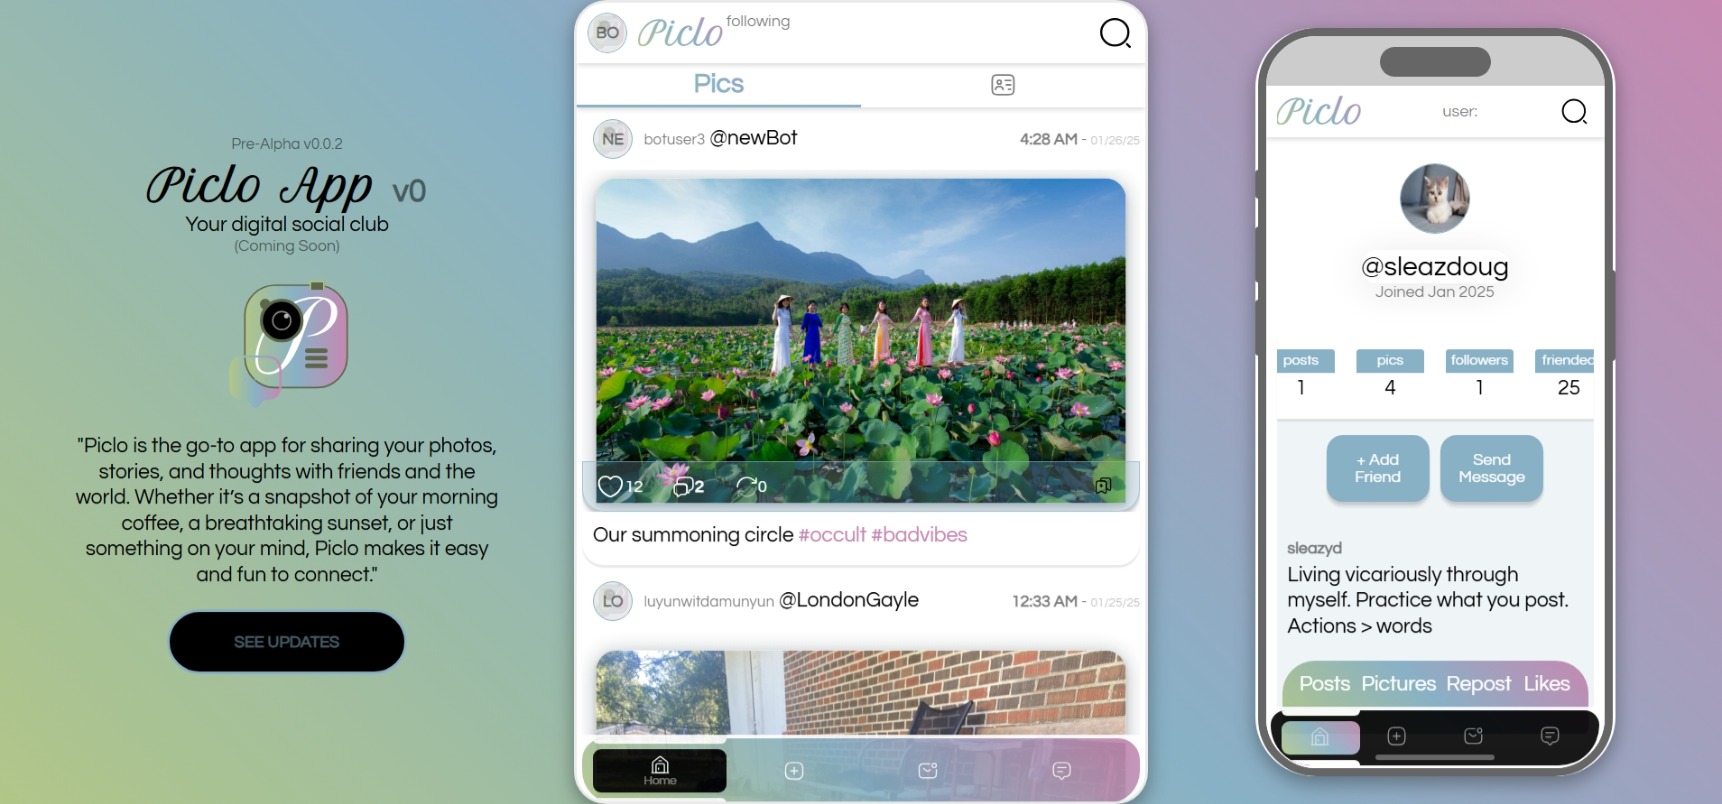 Pre-Alpha v0.0.2
Piclo App v0
Your digital social club
(Coming Soon)
P
"Piclo is the go-to app for sharing your photos,
stories, and thoughts with friends and the
world. Whether it’s a snapshot of your morning
coffee, a breathtaking sunset, or just
something on your mind, Piclo makes it easy
and fun to connect."
SEE UPDATES
BO Piclo following
Pics
NE botuser3 @newBot 4:28 AM - 01/26/25
12 2 0
Our summoning circle #occult #badvibes
LO luyunwitdamunyun @LondonGayle 12:33 AM - 01/25/25
Home
Piclo user:
@sleazdoug
Joined Jan 2025
posts pics followers friended
1 4 1 25
+ Add
Friend
Send
Message
sleazyd
Living vicariously through
myself. Practice what you post.
Actions > words
Posts Pictures Repost Likes